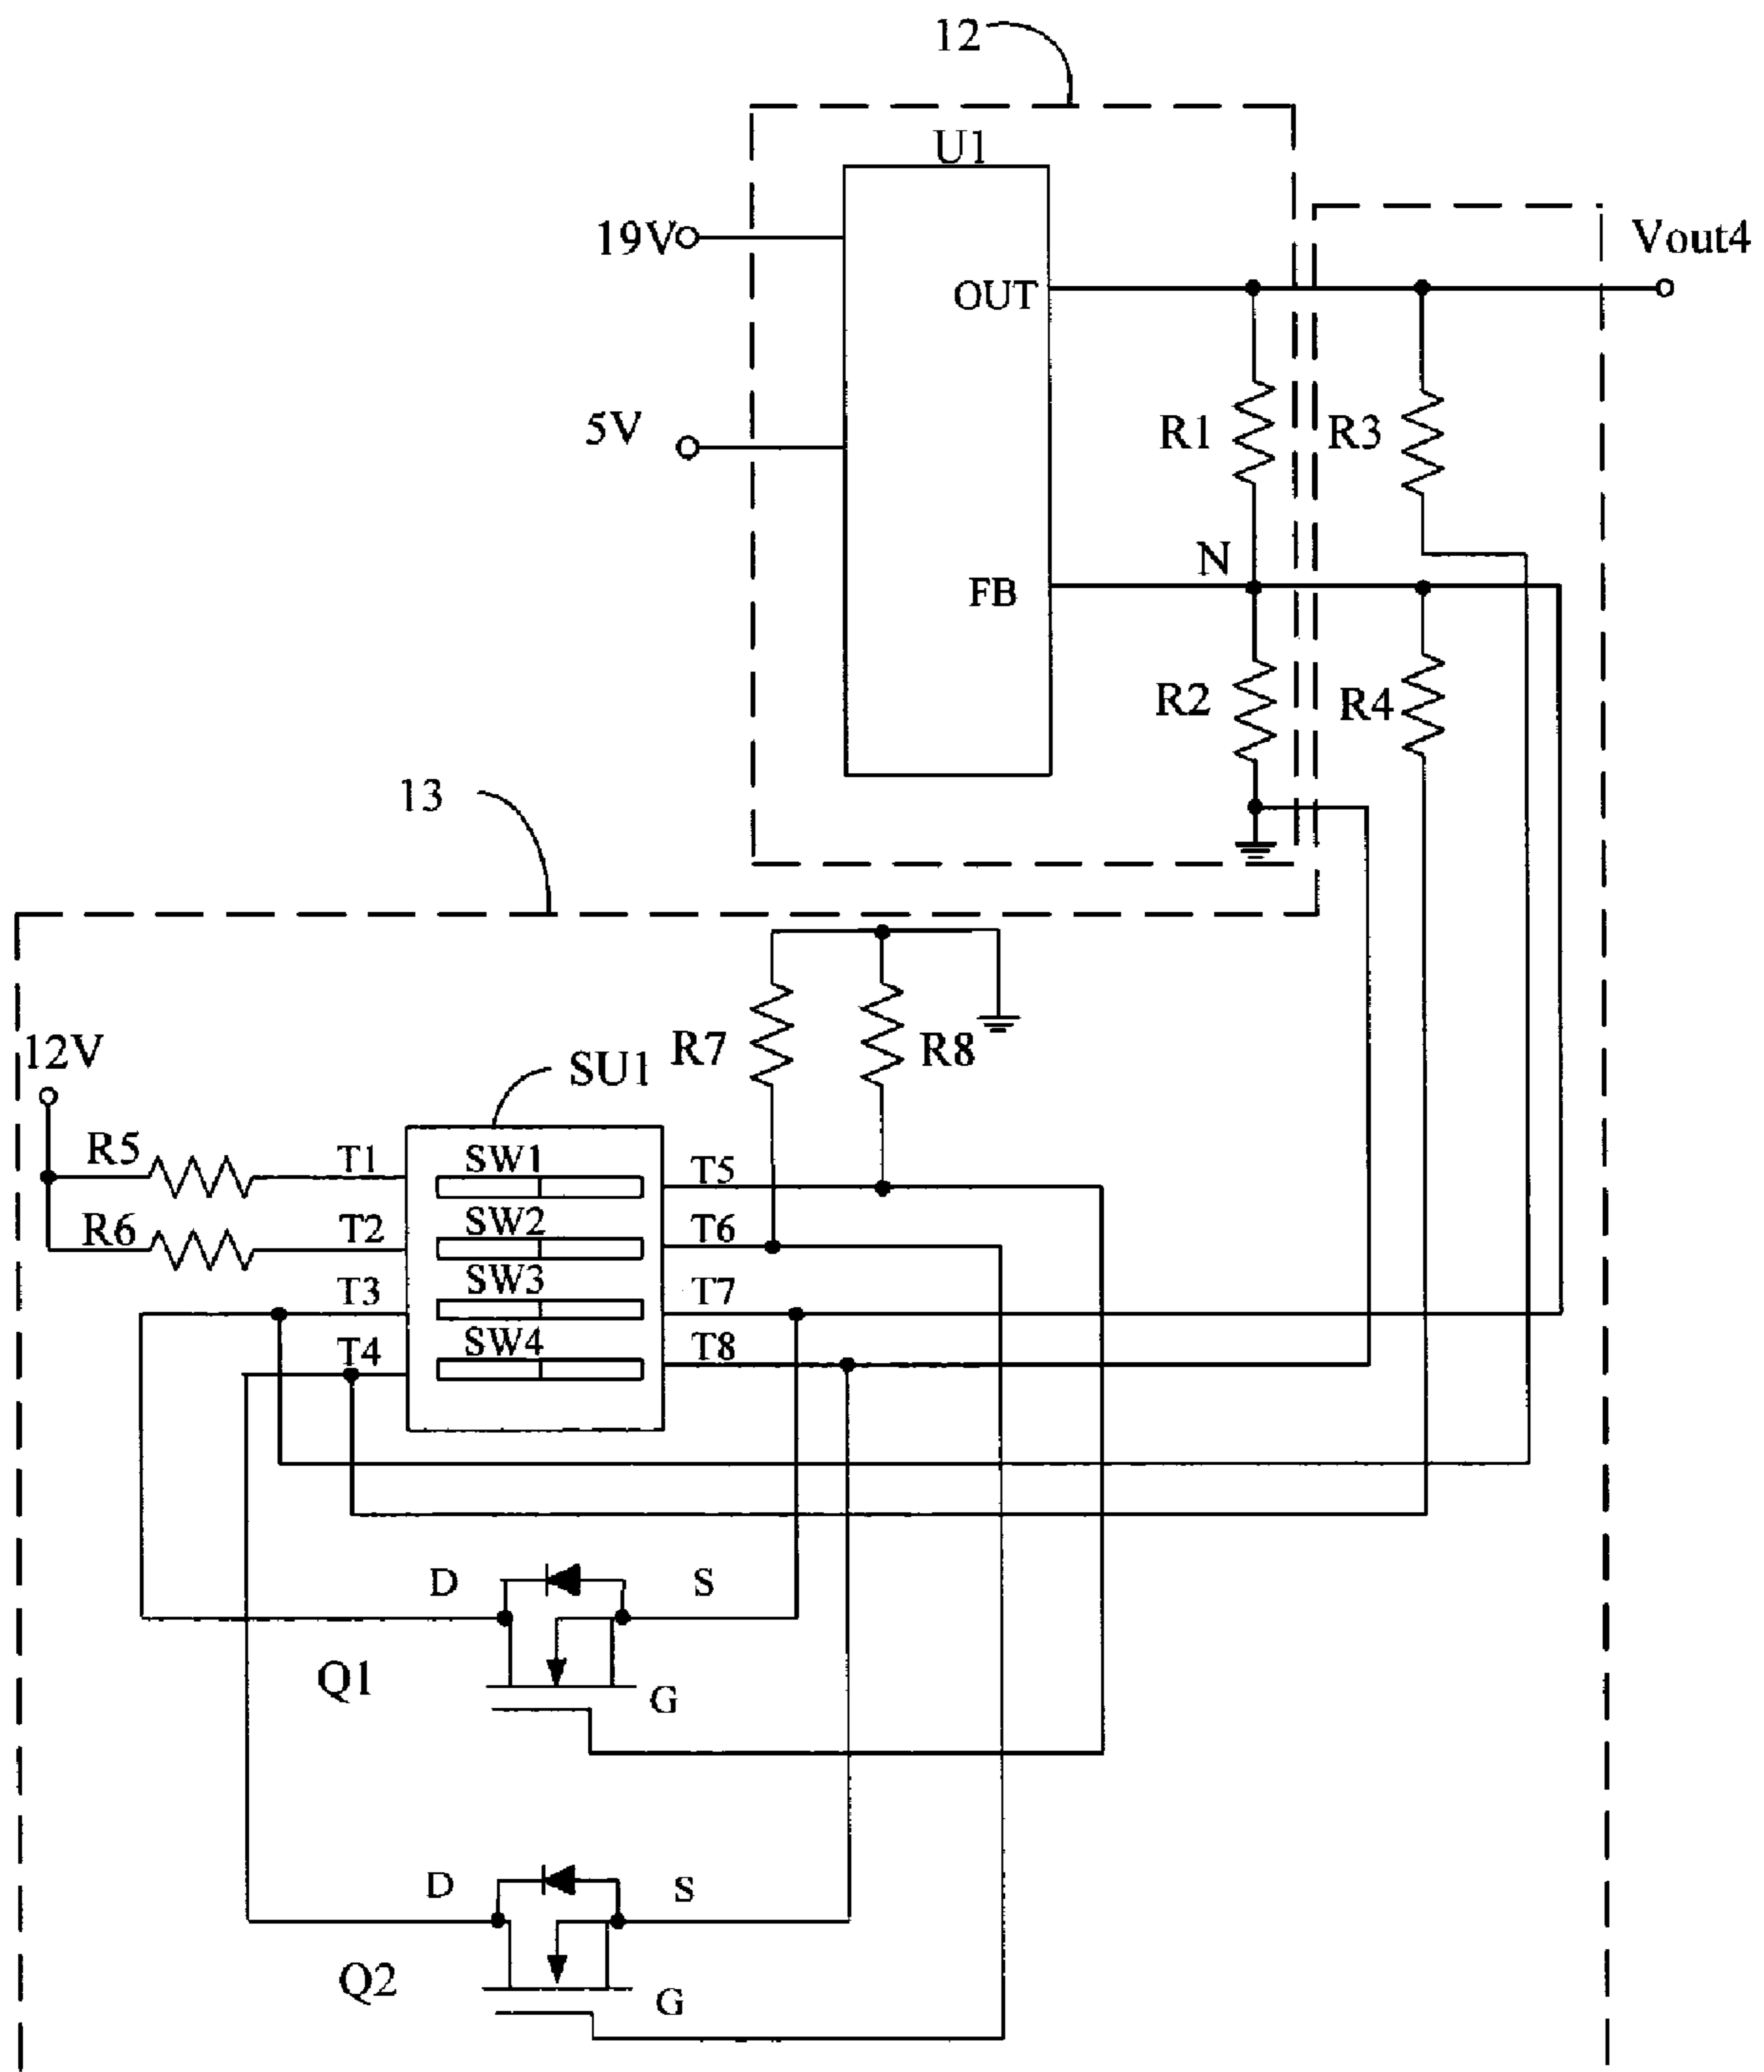 12
U1
19V
Vout4
OUT
5V
R1
R3
N
FB
R2
R4
13
12V
R7
R8
SU1
R5
T1
SW1
T5
R6
T2
SW2
T6
T3
SW3
T7
T4
SW4
T8
D
S
Q1
G
D
S
Q2
G